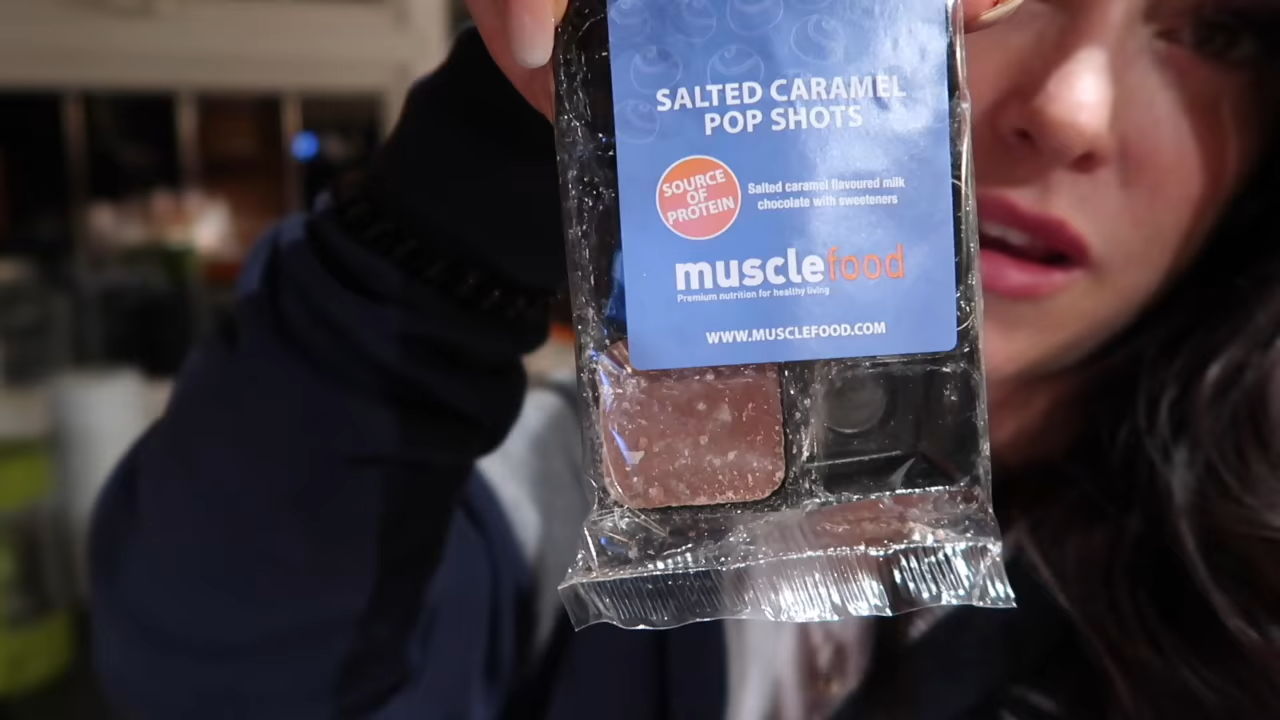 SALTED CARAMEL
POP SHOTS
SOURCE
OF
PROTEIN
Salted caramel flavoured milk
chocolate with sweeteners
musclefood
Premium nutrition for healthy living
WWW.MUSCLEFOOD.COM